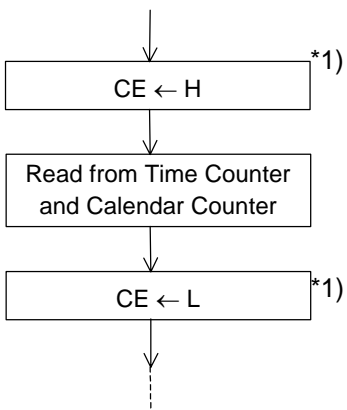 *1)
CE ← H
Read from Time Counter
and Calendar Counter
*1)
CE ← L